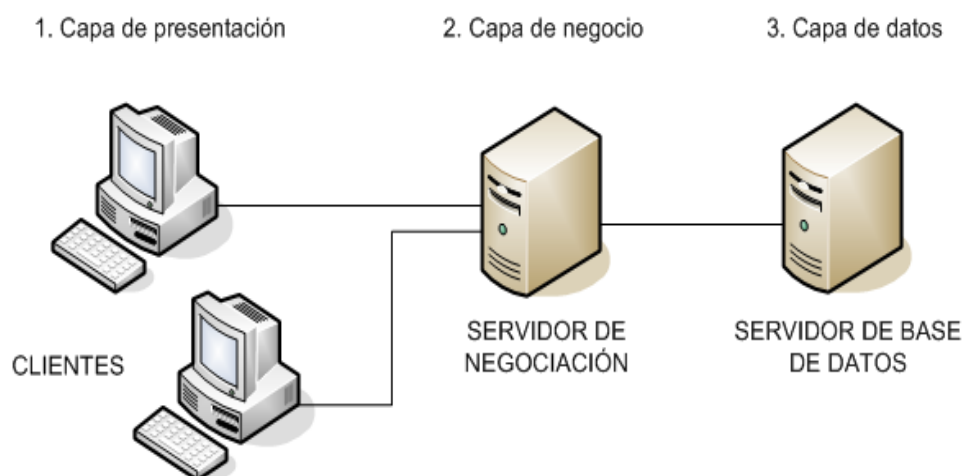 1. Capa de presentación
2. Capa de negocio
3. Capa de datos
CLIENTES
SERVIDOR DE
NEGOCIACIÓN
SERVIDOR DE BASE
DE DATOS